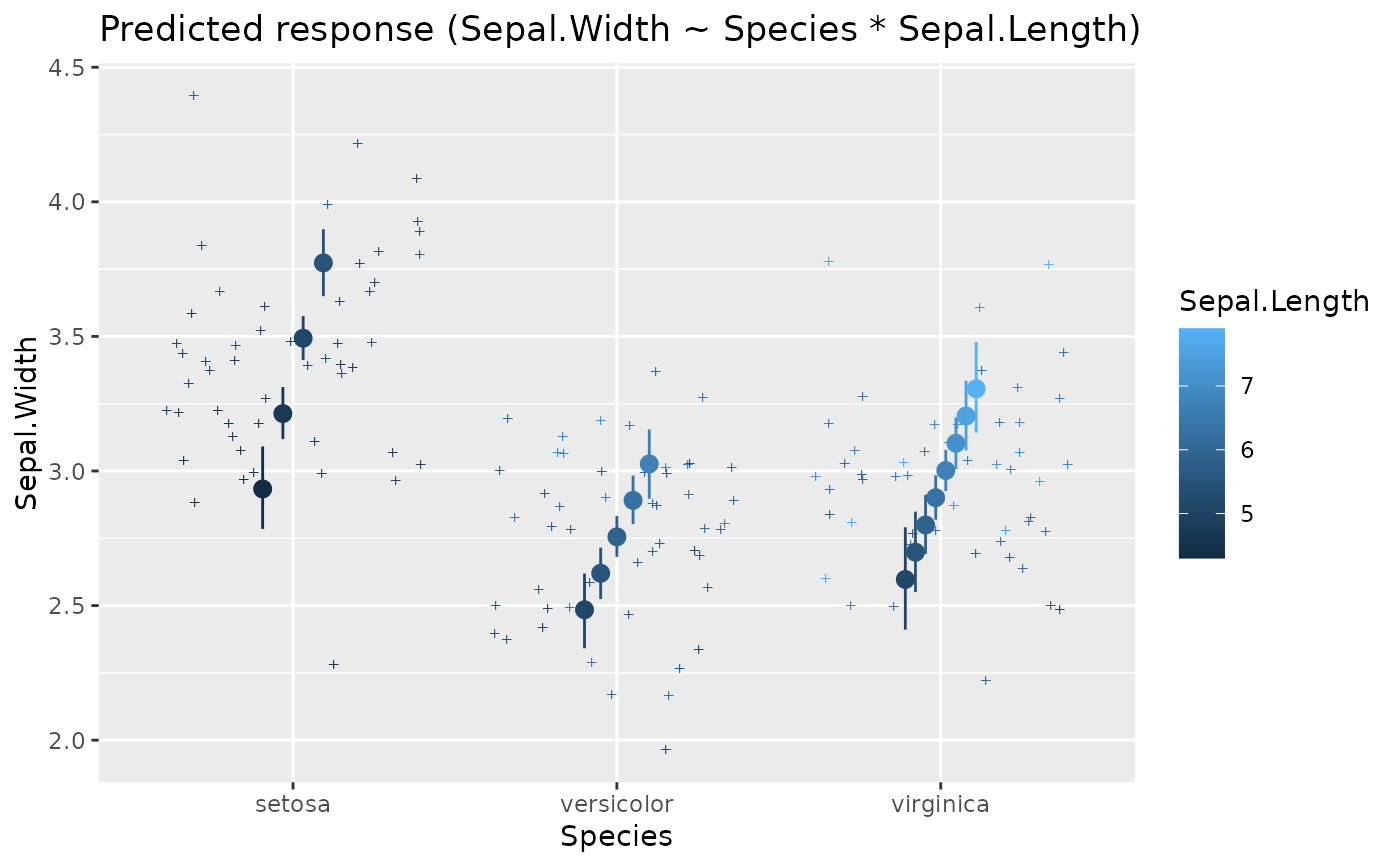 Predicted response (Sepal.Width ~ Species * Sepal.Length)
4.5
4.0
3.5
3.0
2.5
2.0
Sepal.Width
setosa
versicolor
virginica
Species
Sepal.Length
7
6
5